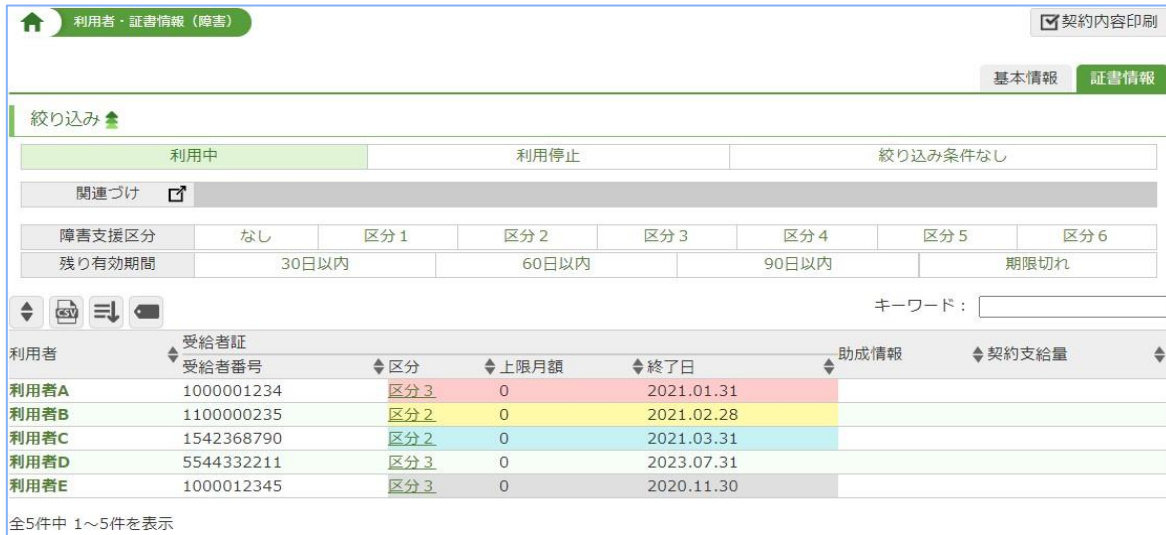 利用者・証書情報（障害）
契約内容印刷
基本情報 証書情報
絞り込み
利用中 利用停止 絞り込み条件なし
関連づけ
障害支援区分 なし 区分1 区分2 区分3 区分4 区分5 区分6
残り有効期間 30日以内 60日以内 90日以内 期限切れ
CSV
キーワード：
利用者 受給者証 助成情報 契約支給量
受給者番号 区分 上限月額 終了日
利用者A 1000001234 区分3 0 2021.01.31
利用者B 1100000235 区分2 0 2021.02.28
利用者C 1542368790 区分2 0 2021.03.31
利用者D 5544332211 区分3 0 2023.07.31
利用者E 1000012345 区分3 0 2020.11.30
全5件中 1～5件を表示